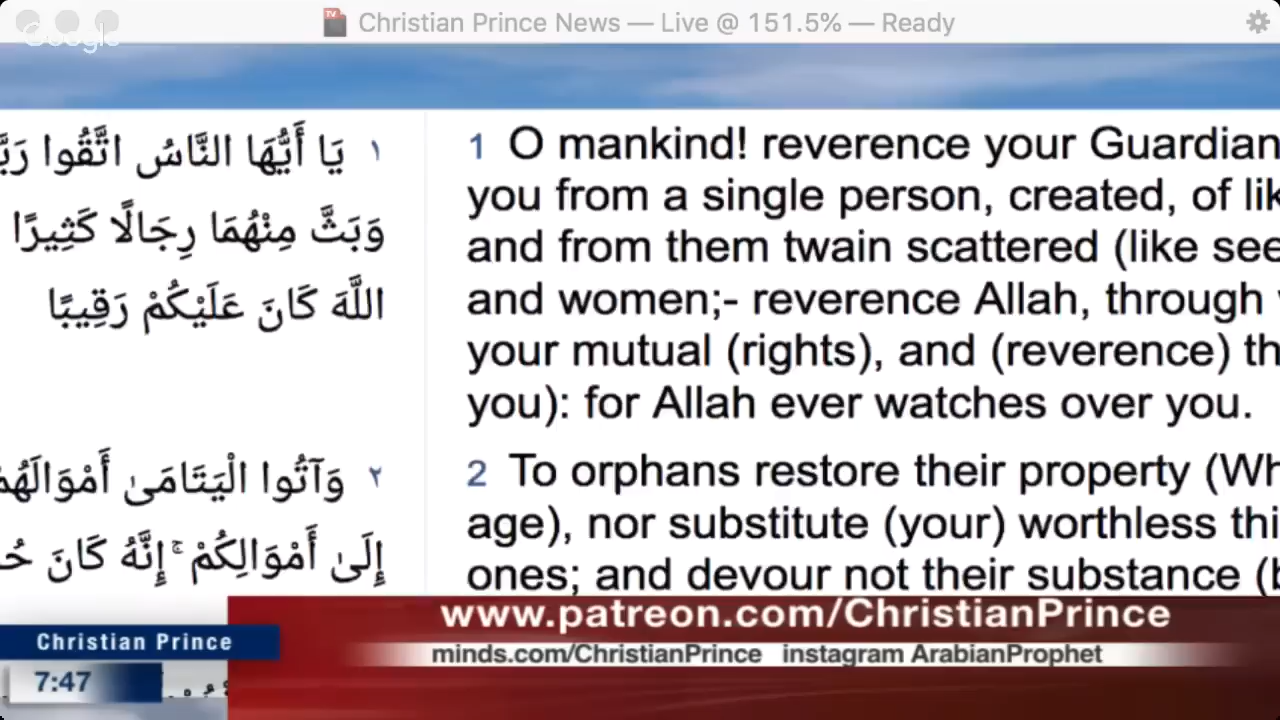 Google
Christian Prince News — Live @ 151.5% — Ready
١ يَا أَيُّهَا النَّاسُ اتَّقُوا
وَبَثَّ مِنْهُمَا رِجَالًا كَثِيرًا
اللَّهَ كَانَ عَلَيْكُمْ رَقِيبًا
٢ وَآتُوا الْيَتَامَىٰ أَمْوَالَهُمْ
إِلَىٰ أَمْوَالِكُمْ ۚ إِنَّهُ كَانَ
1 O mankind! reverence your Guardian
you from a single person, created, of
and from them twain scattered (like
and women;- reverence Allah, through
your mutual (rights), and (reverence)
you): for Allah ever watches over you.
2 To orphans restore their property
age), nor substitute (your) worthless
ones; and devour not their substance
www.patreon.com/ChristianPrince
Christian Prince
minds.com/ChristianPrince instagram ArabianProphet
7:47